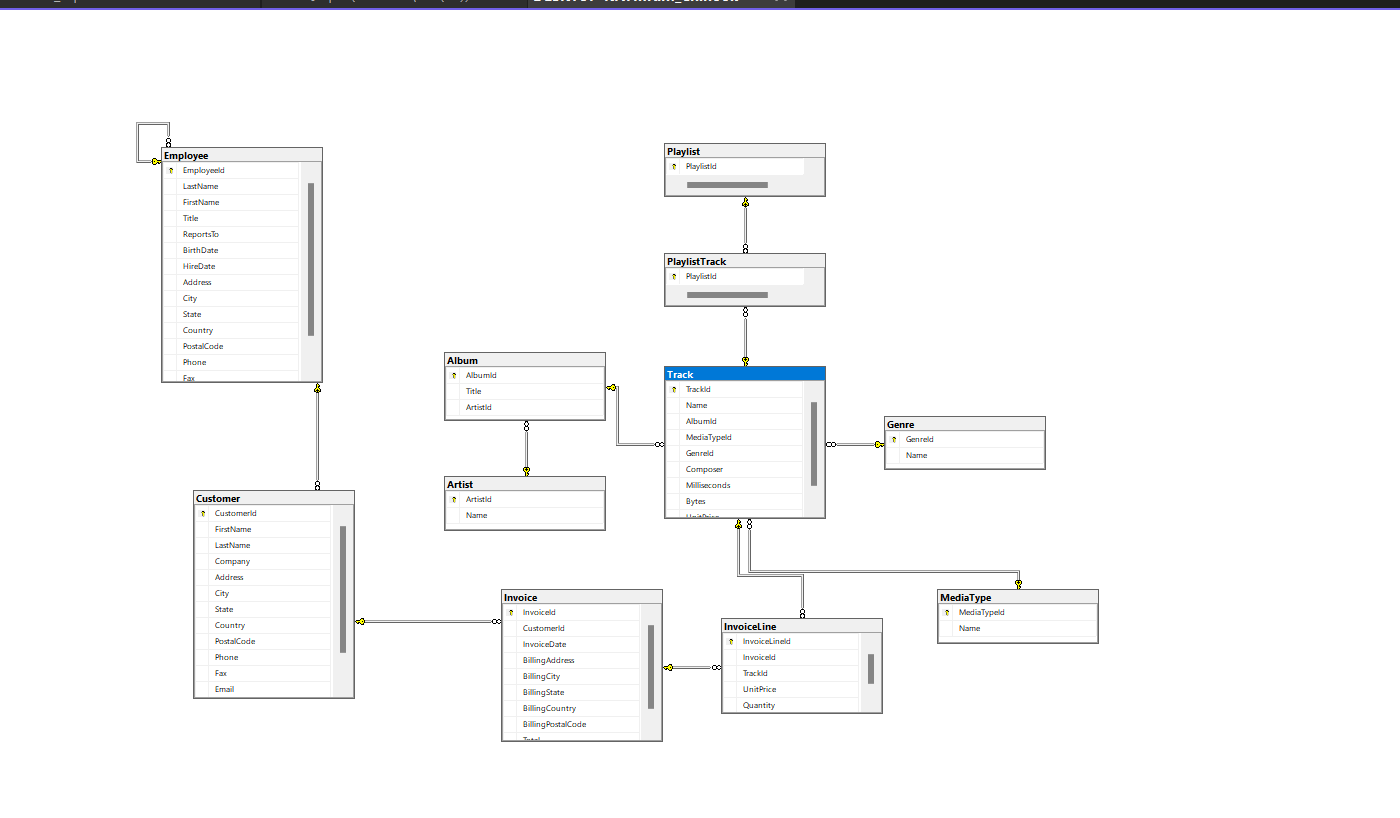 Employee
EmployeeId
LastName
FirstName
Title
ReportsTo
BirthDate
HireDate
Address
City
State
Country
PostalCode
Phone
Fax
Playlist
PlaylistId
PlaylistTrack
PlaylistId
Album
AlbumId
Title
ArtistId
Track
TrackId
Name
AlbumId
MediaTypeId
GenreId
Composer
Milliseconds
Bytes
UnitPrice
Genre
GenreId
Name
Artist
ArtistId
Name
Customer
CustomerId
FirstName
LastName
Company
Address
City
State
Country
PostalCode
Phone
Fax
Email
Invoice
InvoiceId
CustomerId
InvoiceDate
BillingAddress
BillingCity
BillingState
BillingCountry
BillingPostalCode
Total
InvoiceLine
InvoiceLineId
InvoiceId
TrackId
UnitPrice
Quantity
MediaType
MediaTypeId
Name